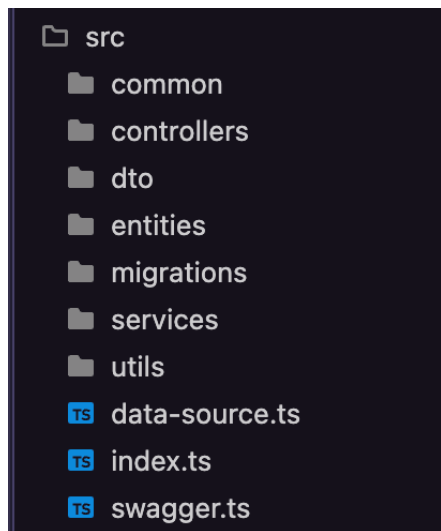 src
common
controllers
dto
entities
migrations
services
utils
TS data-source.ts
TS index.ts
TS swagger.ts